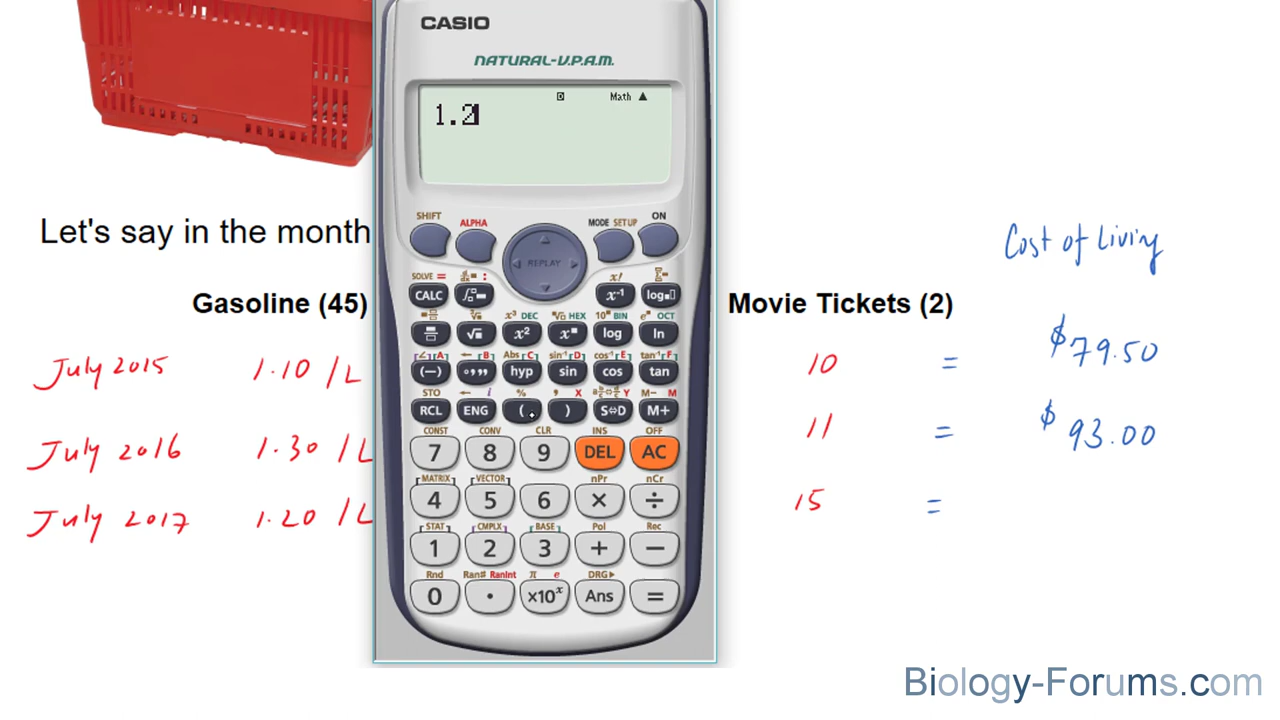 CASIO
NATURAL-V.P.A.M.
Math ▲
1.2
Let's say in the month
Cost of Living
Gasoline (45)
Movie Tickets (2)
July 2015 1.10 /L 10 = $79.50
July 2016 1.30 /L 11 = $93.00
July 2017 1.20 /L 15 =
SHIFT ALPHA MODE SETUP ON
REPLAY
SOLVE = :
CALC x! x⁻¹ log
x³ DEC HEX 10 BIN e OCT
√ x² x log ln
A B Abs C sin⁻¹ D cos⁻¹ E tan⁻¹ F
(−) °,,, hyp sin cos tan
STO ← i % , X Y M− M
RCL ENG ( ) S⇔D M+
CONST CONV CLR INS OFF
7 8 9 DEL AC
MATRIX VECTOR nPr nCr
4 5 6 × ÷
STAT CMPLX BASE Pol Rec
1 2 3 + −
Rnd Ran# RanInt π e DRG▶
0 . ×10ˣ Ans =
Biology-Forums.com